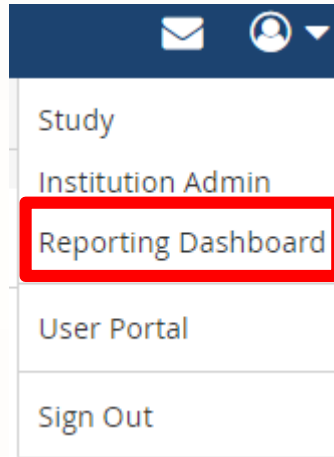 Study
Institution Admin
Reporting Dashboard
User Portal
Sign Out